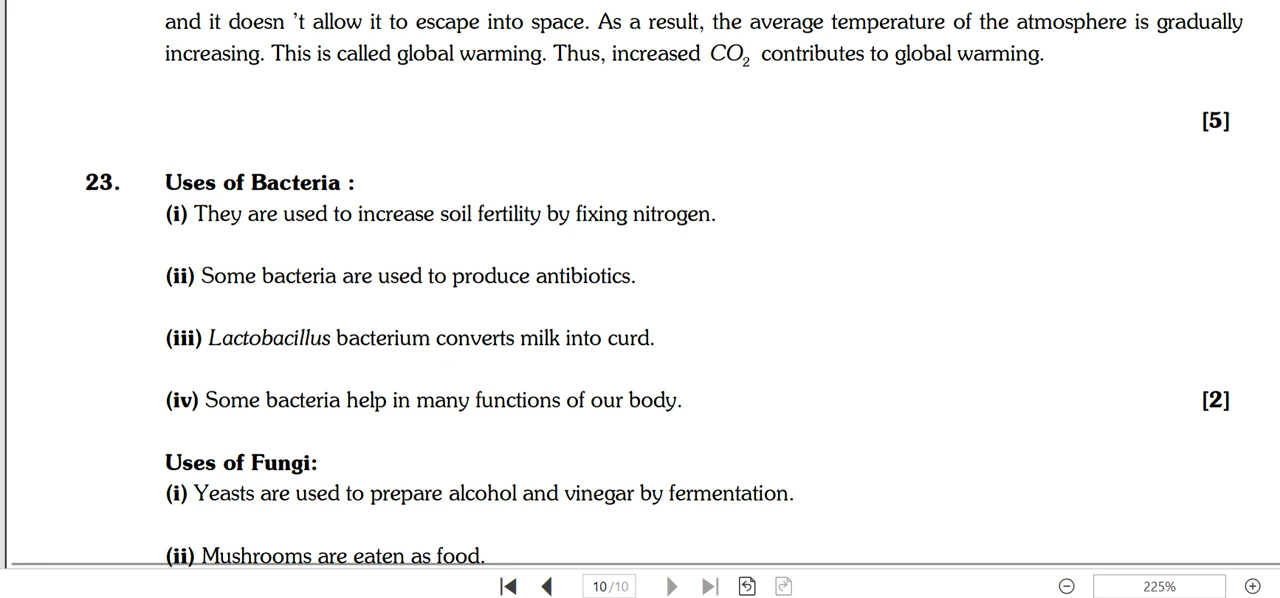 and it doesn ’t allow it to escape into space. As a result, the average temperature of the atmosphere is gradually
increasing. This is called global warming. Thus, increased CO₂ contributes to global warming.
[5]
23. Uses of Bacteria :
(i) They are used to increase soil fertility by fixing nitrogen.
(ii) Some bacteria are used to produce antibiotics.
(iii) Lactobacillus bacterium converts milk into curd.
(iv) Some bacteria help in many functions of our body. [2]
Uses of Fungi:
(i) Yeasts are used to prepare alcohol and vinegar by fermentation.
(ii) Mushrooms are eaten as food.
10/10 225%